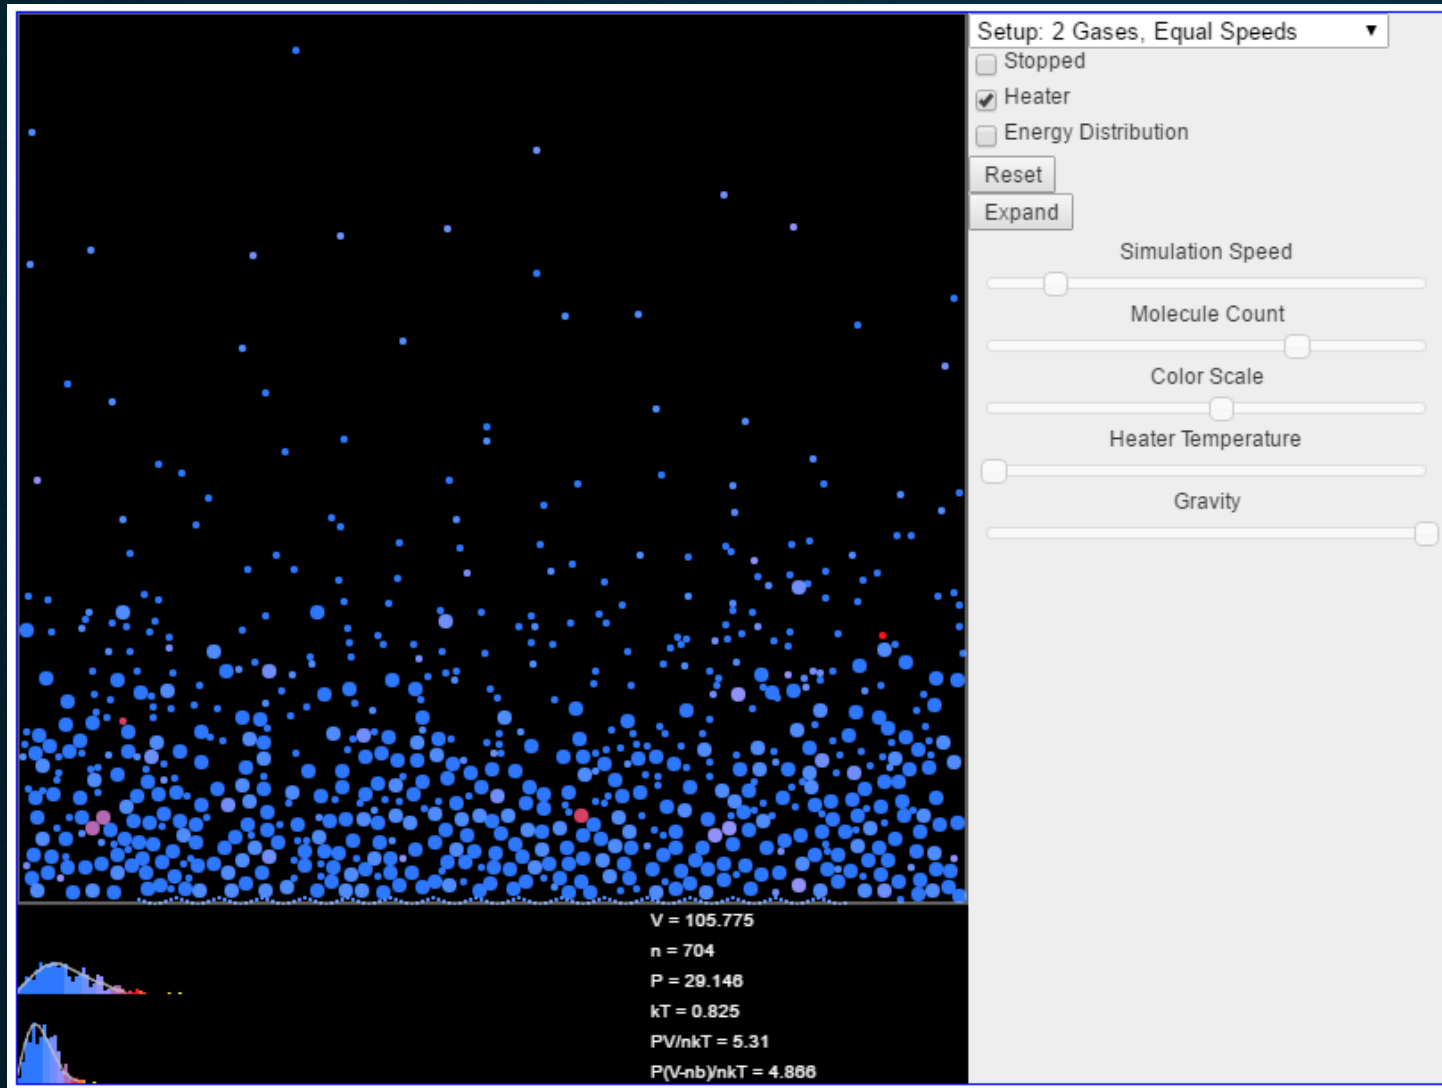 Setup: 2 Gases, Equal Speeds
Stopped
Heater
Energy Distribution
Reset
Expand
Simulation Speed
Molecule Count
Color Scale
Heater Temperature
Gravity
V = 105.775
n = 704
P = 29.146
kT = 0.825
PV/nkT = 5.31
P(V-nb)/nkT = 4.866